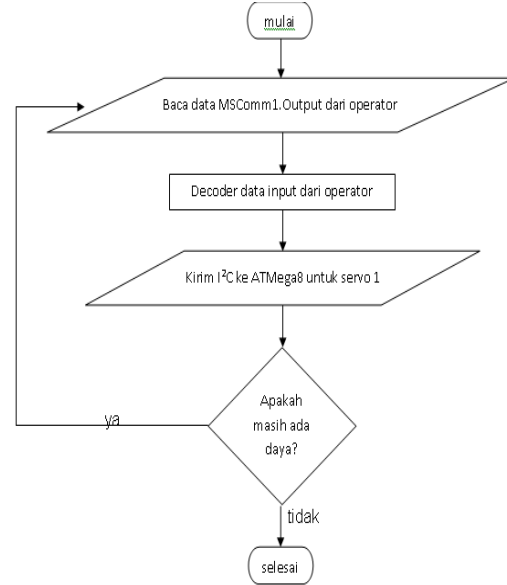 mulai
Baca data MSComm1.Output dari operator
Decoder data input dari operator
Kirim I²C ke ATMega8 untuk servo 1
Apakah
masih ada
daya?
ya
tidak
selesai